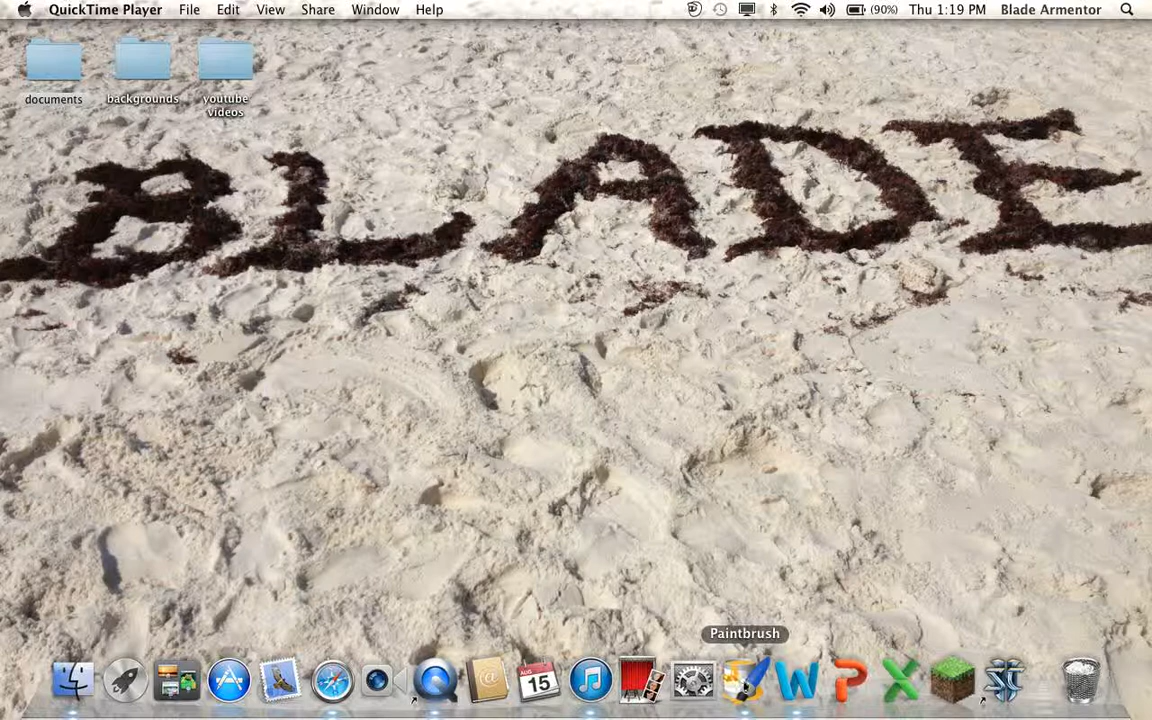 QuickTime Player File Edit View Share Window Help (90%) Thu 1:19 PM Blade Armentor
documents backgrounds youtube
videos
BLADE
Paintbrush
AUG
15